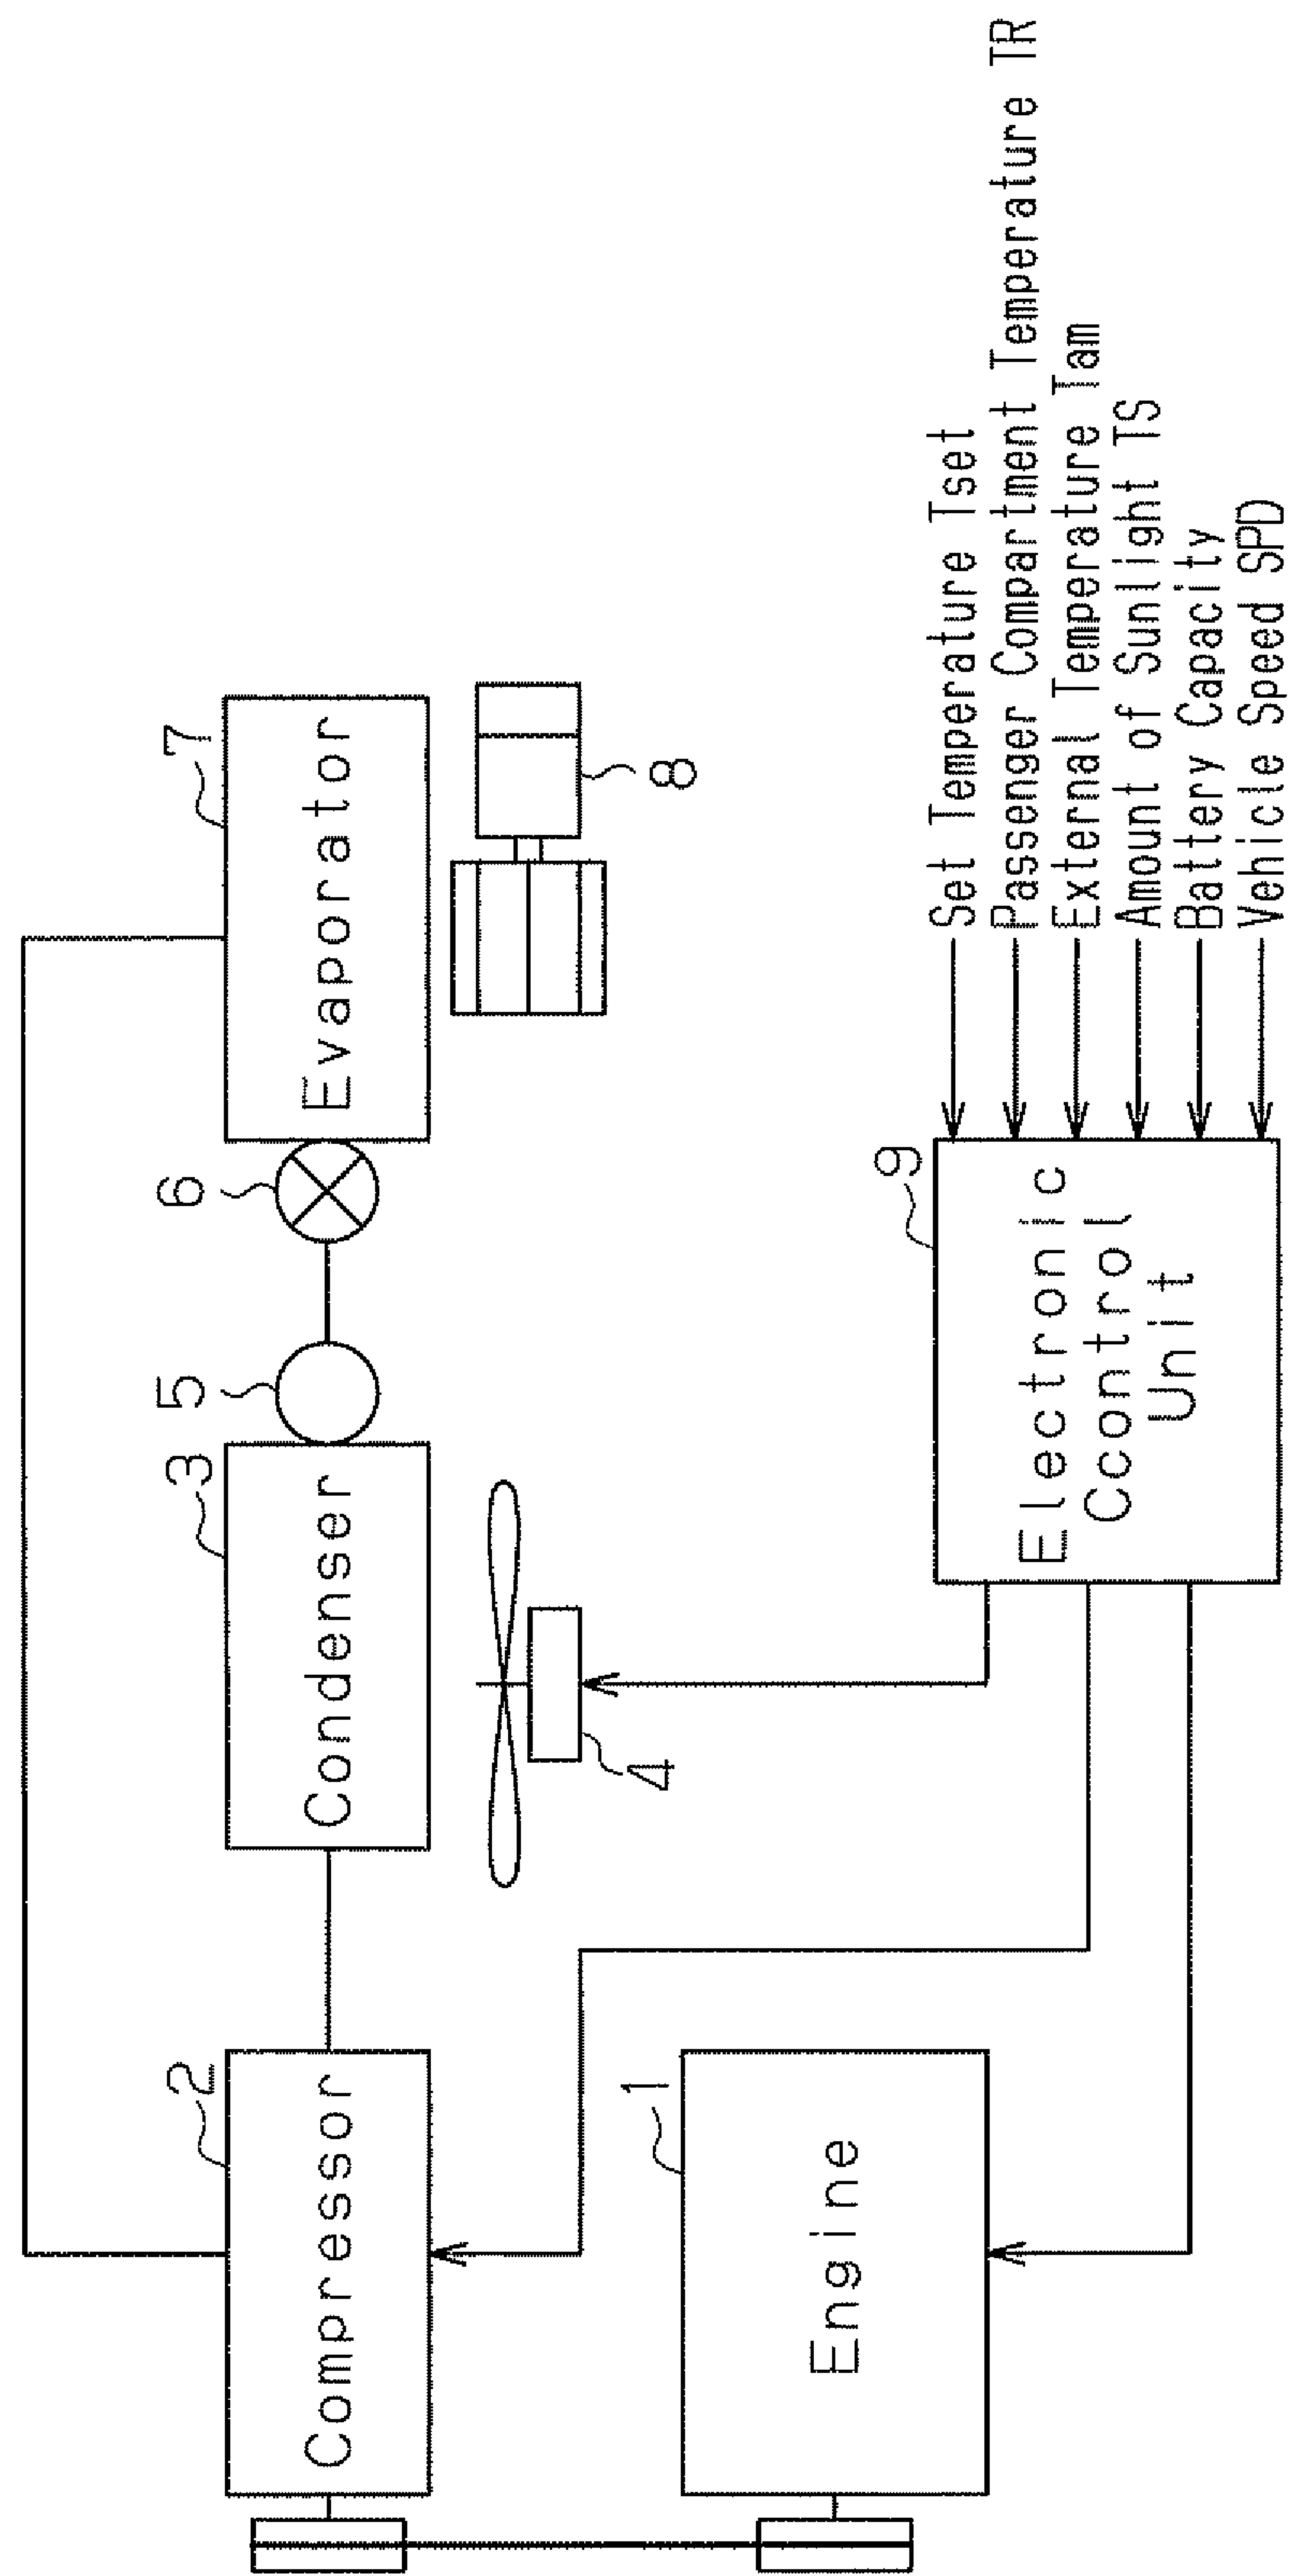 2
3
5
6
7
Compressor
Condenser
Evaporator
1
4
8
Engine
9
Electronic
Ccontrol
Unit
Set Temperature Tset
Passenger Compartment Temperature TR
External Temperature Tam
Amount of Sunlight TS
Battery Capacity
Vehicle Speed SPD